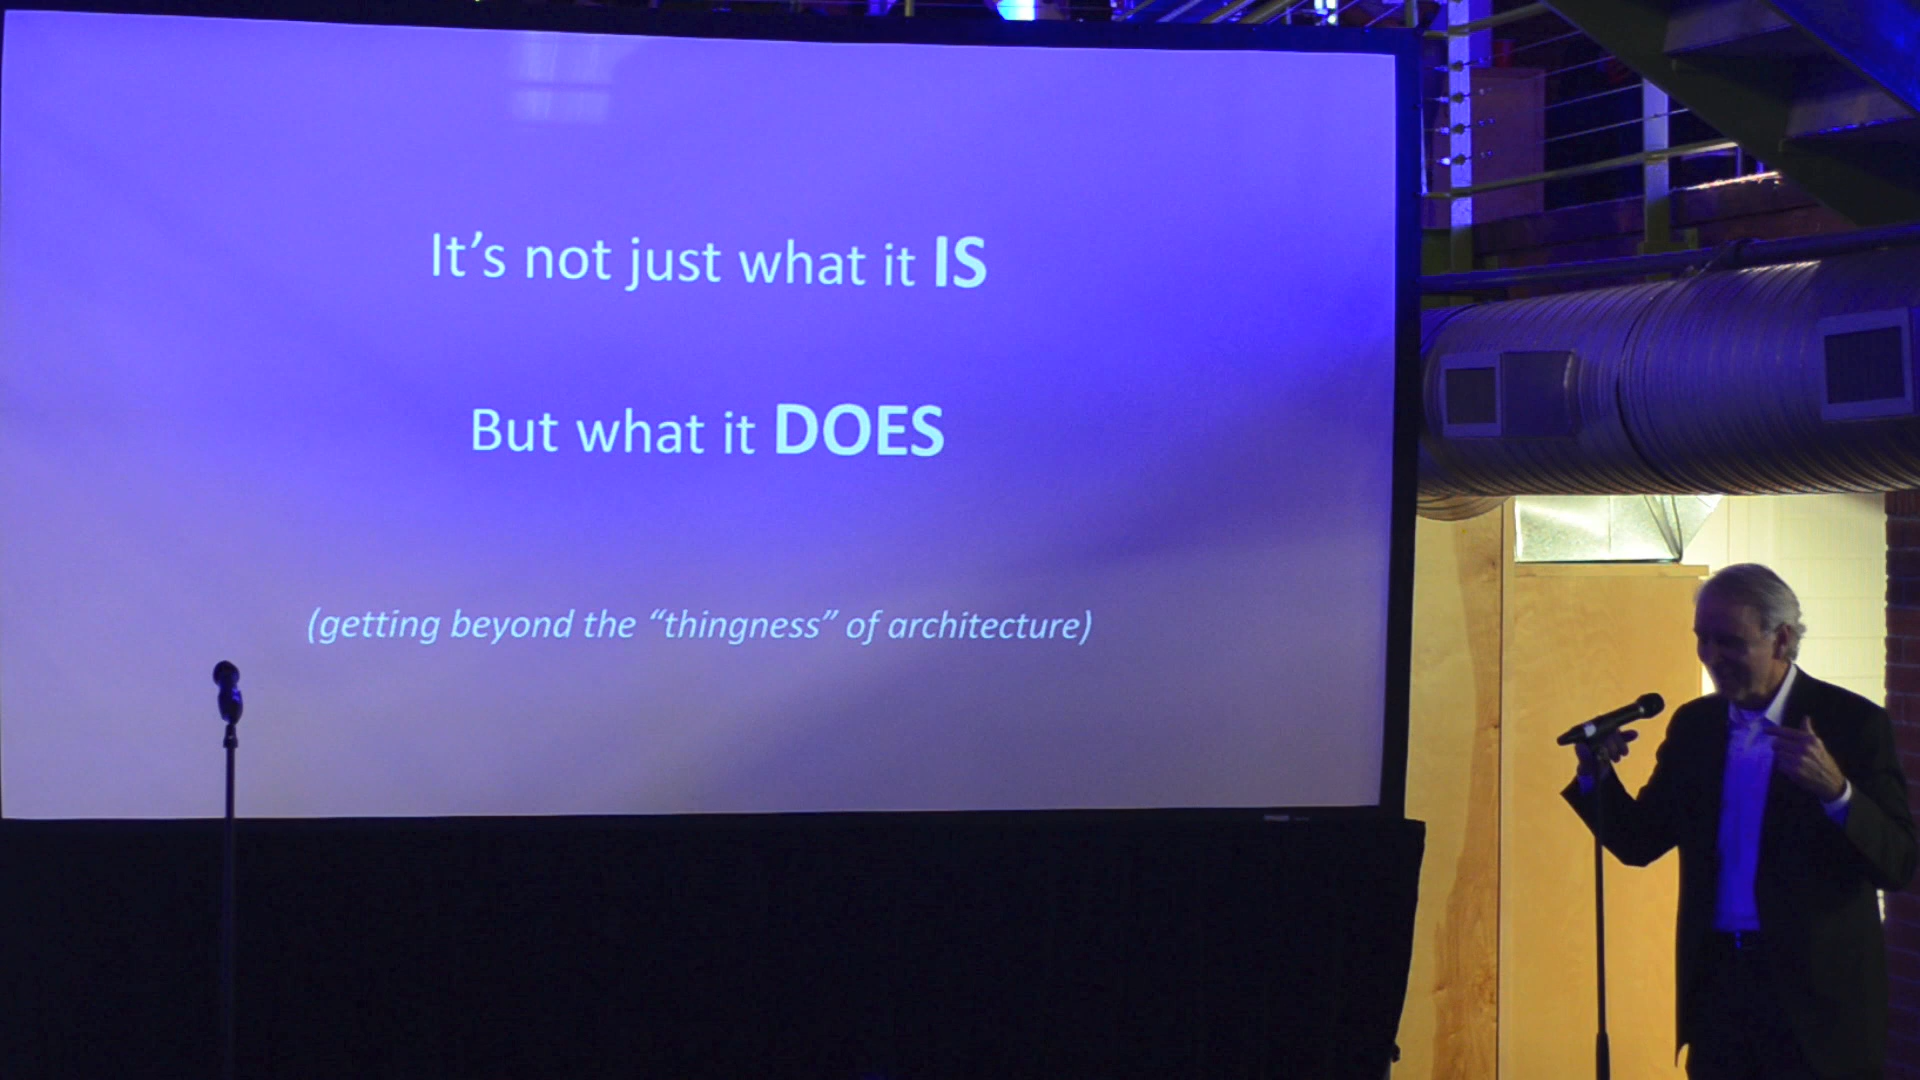 It’s not just what it IS
But what it DOES
(getting beyond the “thingness” of architecture)